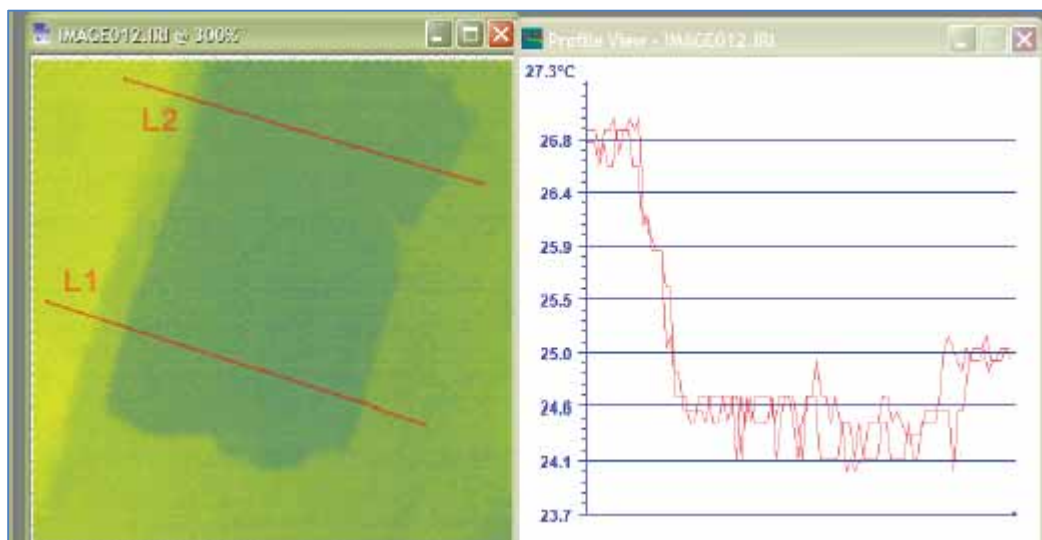 IMAGE012.IRI @ 300%
L2
L1
Profile View - IMAGE012.IRI
27.3°C
26.8
26.4
25.9
25.5
25.0
24.6
24.1
23.7